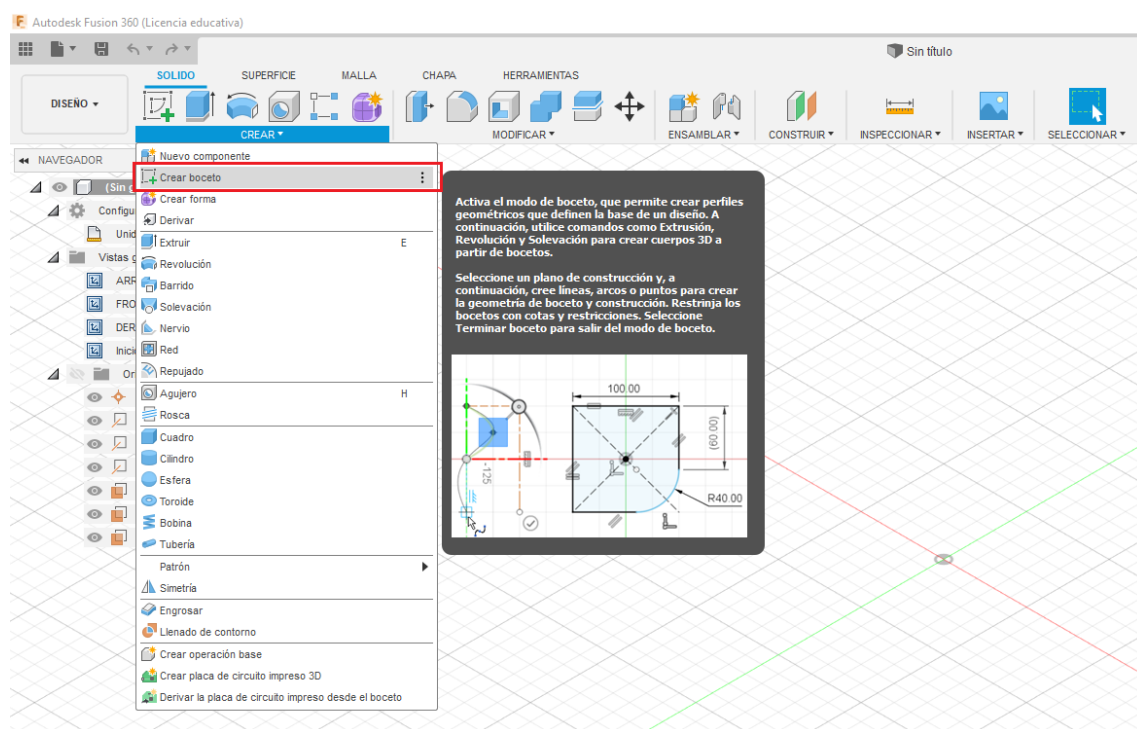 Autodesk Fusion 360 (Licencia educativa)
Sin título
SOLIDO SUPERFICIE MALLA CHAPA HERRAMIENTAS
DISEÑO
CREAR MODIFICAR ENSAMBLAR CONSTRUIR INSPECCIONAR INSERTAR SELECCIONAR
NAVEGADOR
(Sin g
Configu
Unid
Vistas g
ARR
FRO
DER
Inici
Or
Nuevo componente
Crear boceto
Crear forma
Derivar
Extruir E
Revolución
Barrido
Solevación
Nervio
Red
Repujado
Agujero H
Rosca
Cuadro
Cilindro
Esfera
Toroide
Bobina
Tubería
Patrón
Simetría
Engrosar
Llenado de contorno
Crear operación base
Crear placa de circuito impreso 3D
Derivar la placa de circuito impreso desde el boceto
Activa el modo de boceto, que permite crear perfiles
geométricos que definen la base de un diseño. A
continuación, utilice comandos como Extrusión,
Revolución y Solevación para crear cuerpos 3D a
partir de bocetos.
Seleccione un plano de construcción y, a
continuación, cree líneas, arcos o puntos para crear
la geometría de boceto y construcción. Restrinja los
bocetos con cotas y restricciones. Seleccione
Terminar boceto para salir del modo de boceto.
100.00
(60.00)
-125
R40.00